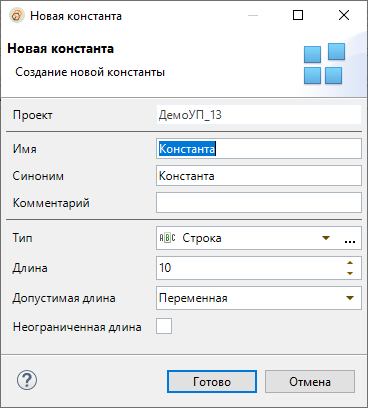 Новая константа
Новая константа
Создание новой константы
Проект ДемоУП_13
Имя Константа
Синоним Константа
Комментарий
Тип ABC Строка ...
Длина 10
Допустимая длина Переменная
Неограниченная длина
? Готово Отмена